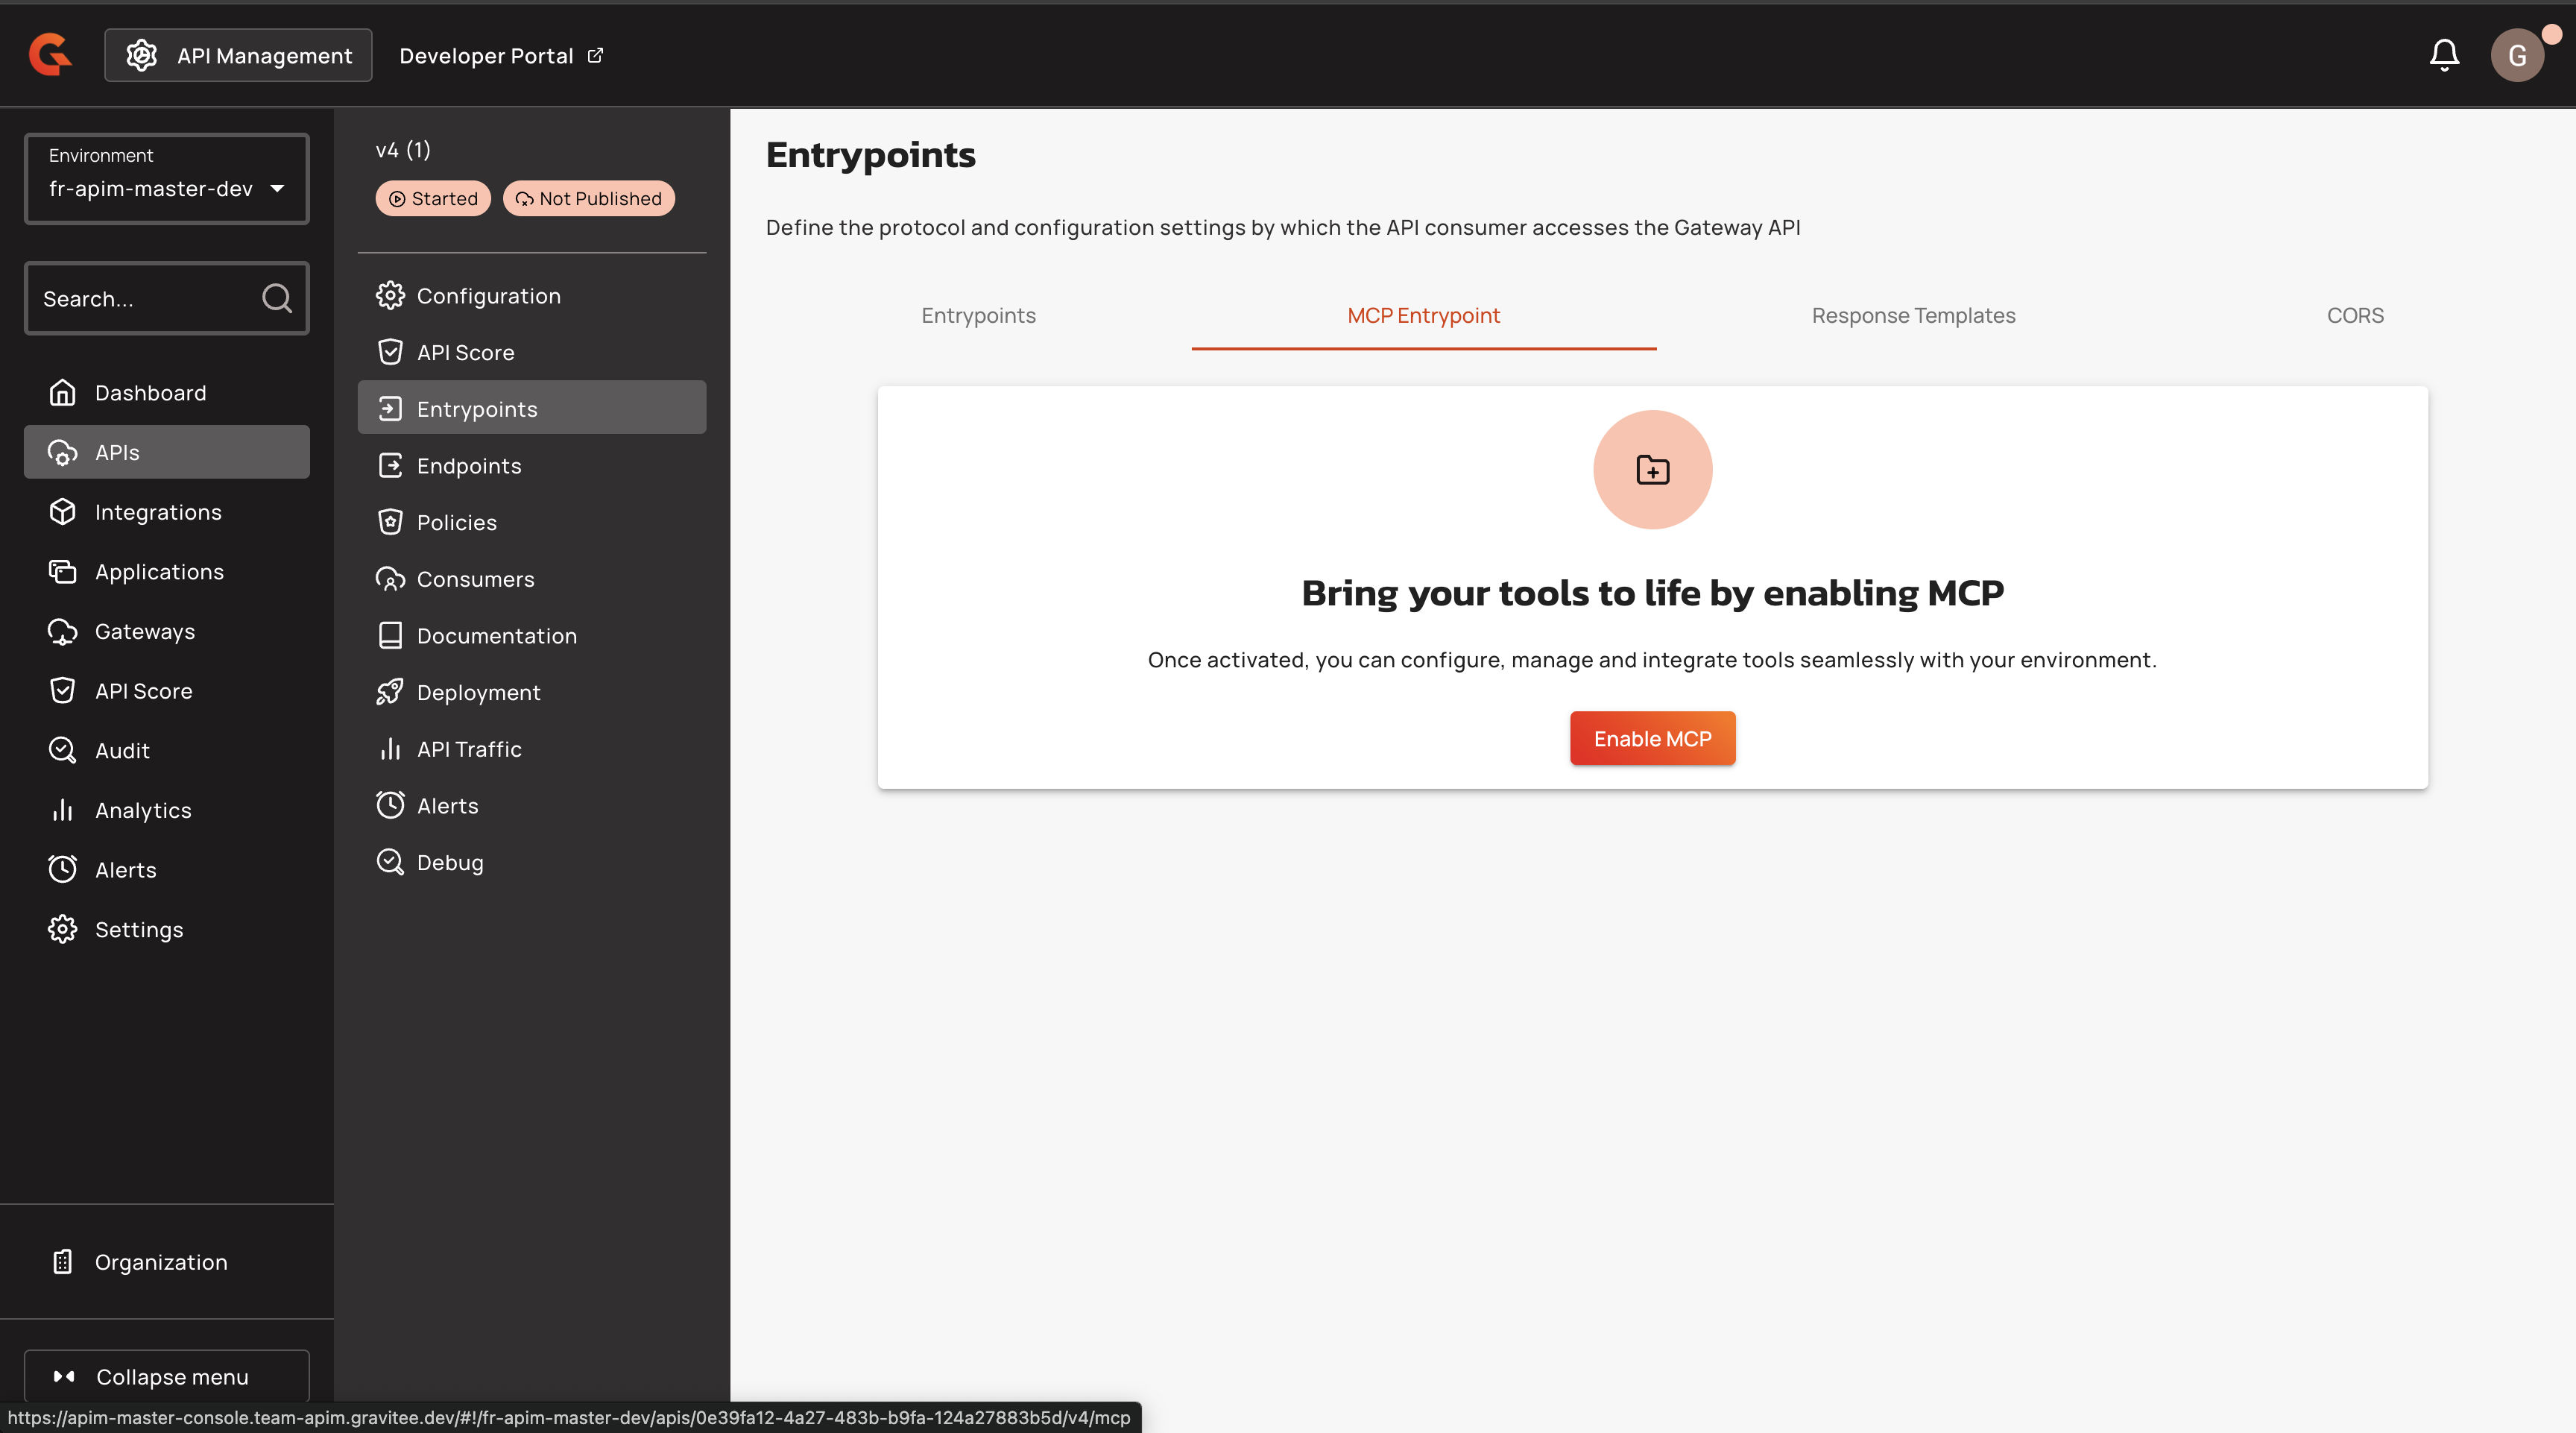 API Management
Developer Portal
G
Environment
fr-apim-master-dev
Search...
Dashboard
APIs
Integrations
Applications
Gateways
API Score
Audit
Analytics
Alerts
Settings
Organization
Collapse menu
v4 (1)
Started
Not Published
Configuration
API Score
Entrypoints
Endpoints
Policies
Consumers
Documentation
Deployment
API Traffic
Alerts
Debug
Entrypoints
Define the protocol and configuration settings by which the API consumer accesses the Gateway API
Entrypoints
MCP Entrypoint
Response Templates
CORS
Bring your tools to life by enabling MCP
Once activated, you can configure, manage and integrate tools seamlessly with your environment.
Enable MCP
https://apim-master-console.team-apim.gravitee.dev/#!/fr-apim-master-dev/apis/0e39fa12-4a27-483b-b9fa-124a27883b5d/v4/mcp